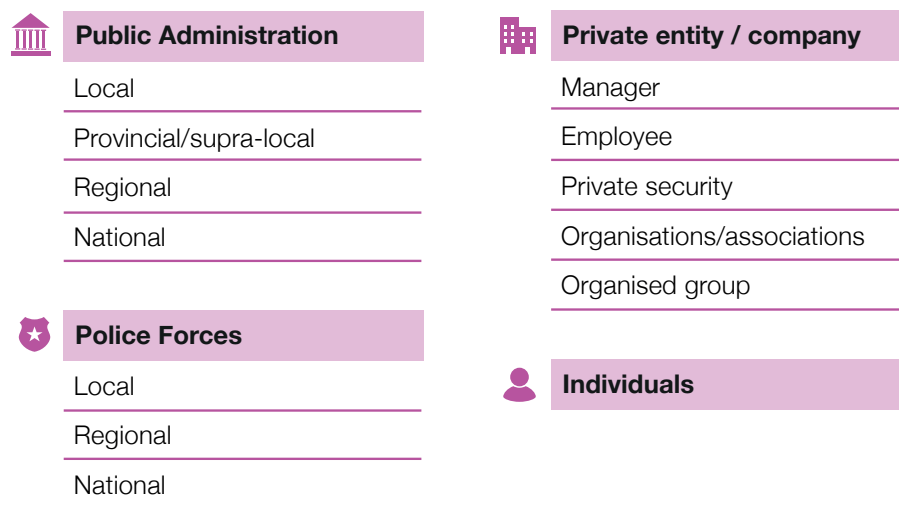 Public Administration
Local
Provincial/supra-local
Regional
National
Police Forces
Local
Regional
National
Private entity / company
Manager
Employee
Private security
Organisations/associations
Organised group
Individuals